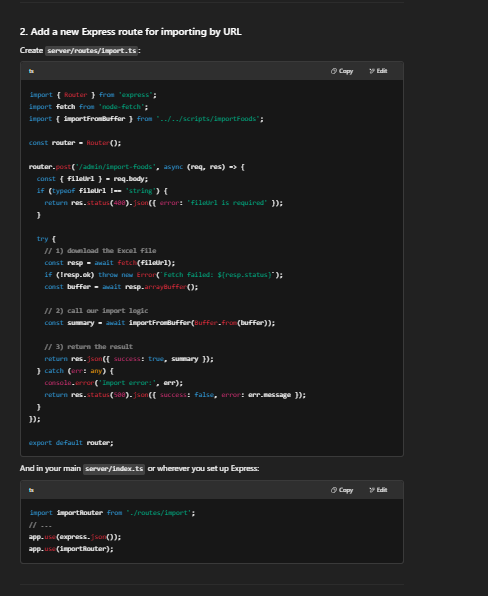 2. Add a new Express route for importing by URL
Create server/routes/import.ts:
ts
Copy
Edit
import { Router } from 'express';
import fetch from 'node-fetch';
import { importFromBuffer } from '../../scripts/importFoods';
const router = Router();
router.post('/admin/import-foods', async (req, res) => {
const { fileUrl } = req.body;
if (typeof fileUrl !== 'string') {
return res.status(400).json({ error: 'fileUrl is required' });
}
try {
// 1) download the Excel file
const resp = await fetch(fileUrl);
if (!resp.ok) throw new Error(`Fetch failed: ${resp.status}`);
const buffer = await resp.arrayBuffer();
// 2) call our import logic
const summary = await importFromBuffer(Buffer.from(buffer));
// 3) return the result
return res.json({ success: true, summary });
} catch (err: any) {
console.error('Import error:', err);
return res.status(500).json({ success: false, error: err.message });
}
});
export default router;
And in your main server/index.ts or wherever you set up Express:
ts
Copy
Edit
import importRouter from './routes/import';
// ...
app.use(express.json());
app.use(importRouter);